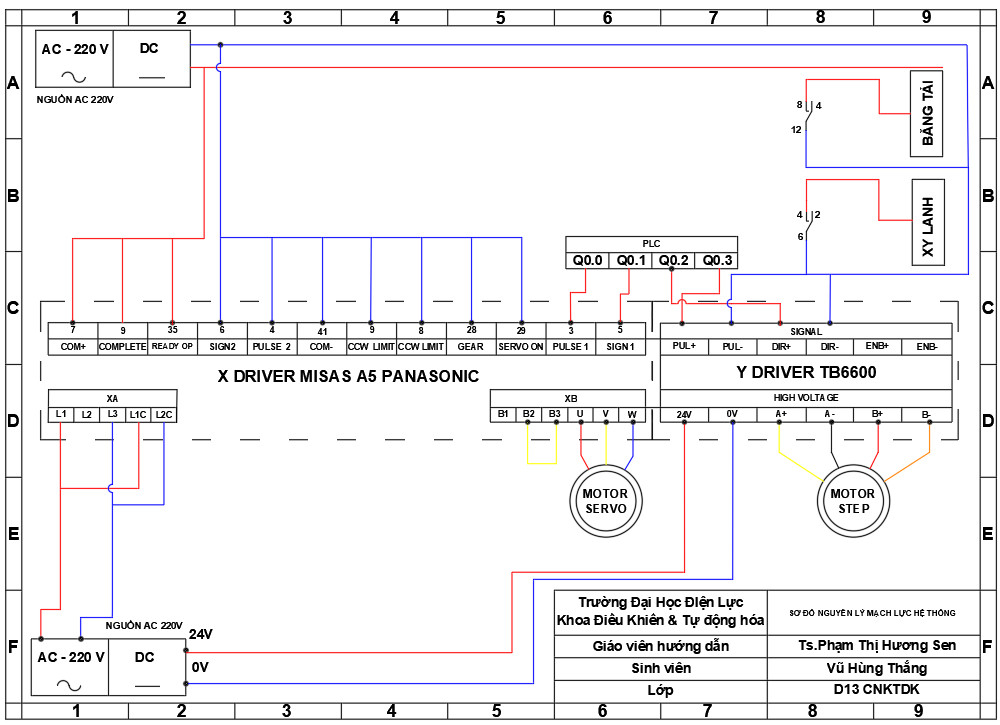 1 2 3 4 5 6 7 8 9
A
AC - 220 V DC
NGUỒN AC 220V
8 4
12
BĂNG TẢI
A
B
4 2
6
XY LANH
B
PLC
Q0.0 Q0.1 Q0.2 Q0.3
C
7 9 35 6 4 41 9 8 28 29 3 5
COM+ COMPLETE READY OP SIGN2 PULSE 2 COM- CCW LIMIT CCW LIMIT GEAR SERVO ON PULSE 1 SIGN 1
SIGNAL
PUL+ PUL- DIR+ DIR- ENB+ ENB-
C
X DRIVER MISAS A5 PANASONIC
Y DRIVER TB6600
D
XA
L1 L2 L3 L1C L2C
XB
B1 B2 B3 U V W
HIGH VOLTAGE
24V 0V A+ A- B+ B-
D
MOTOR
SERVO
MOTOR
STEP
E
E
F
NGUỒN AC 220V
AC - 220 V DC
24V
0V
Trường Đại Học Điện Lực
Khoa Điều Khiên & Tự động hóa
SƠ ĐỒ NGUYÊN LÝ MẠCH LỰC HỆ THỐNG
Giáo viên hướng dẫn Ts.Phạm Thị Hương Sen
Sinh viên Vũ Hùng Thắng
Lớp D13 CNKTDK
F
1 2 3 4 5 6 7 8 9